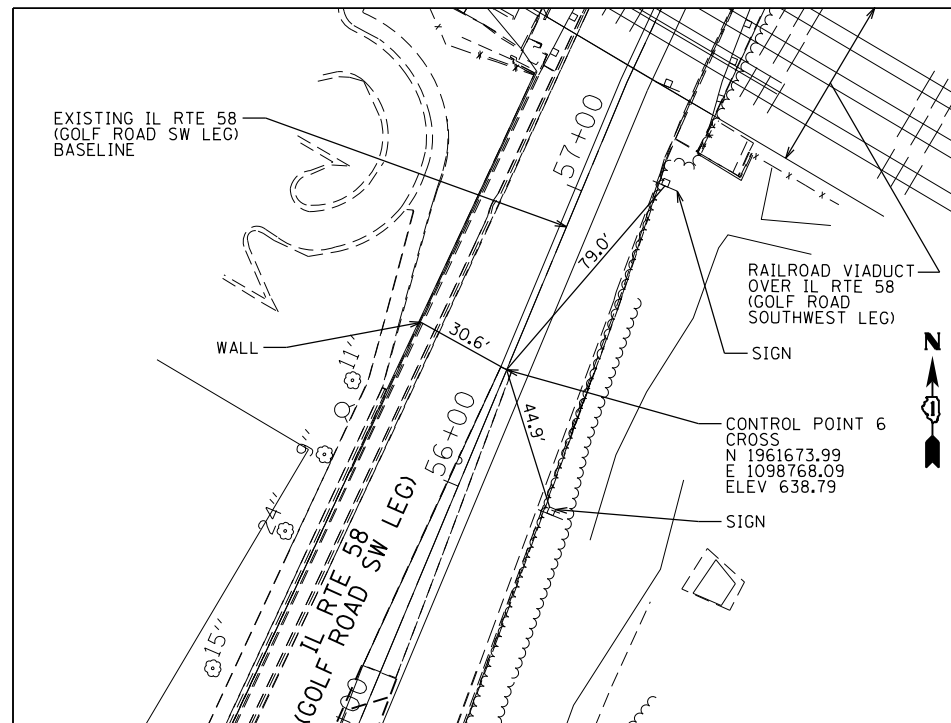 EXISTING IL RTE 58
(GOLF ROAD SW LEG)
BASELINE
57+00
79.0'
RAILROAD VIADUCT
OVER IL RTE 58
(GOLF ROAD
SOUTHWEST LEG)
WALL
30.6'
SIGN
N
11"
44.9'
CONTROL POINT 6
CROSS
N 1961673.99
E 1098768.09
ELEV 638.79
9"
56+00
SIGN
24"
IL RTE 58
(GOLF ROAD SW LEG)
15"